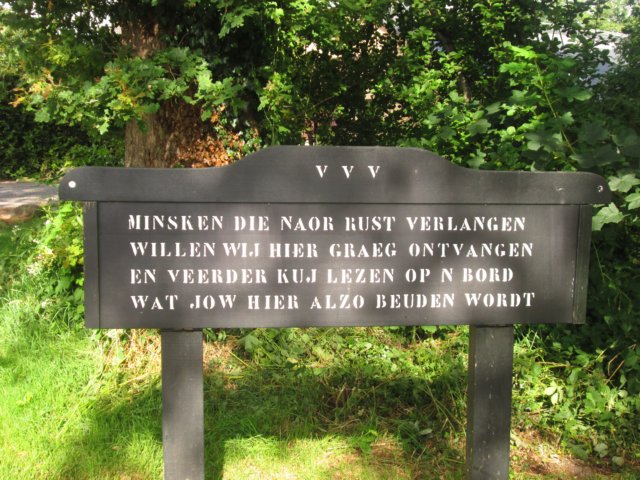 VVV
MINSKEN DIE NAOR RUST VERLANGEN
WILLEN WIJ HIER GRAEG ONTVANGEN
EN VEERDER KUJ LEZEN OP N BORD
WAT JOW HIER ALZO BEUDEN WORDT